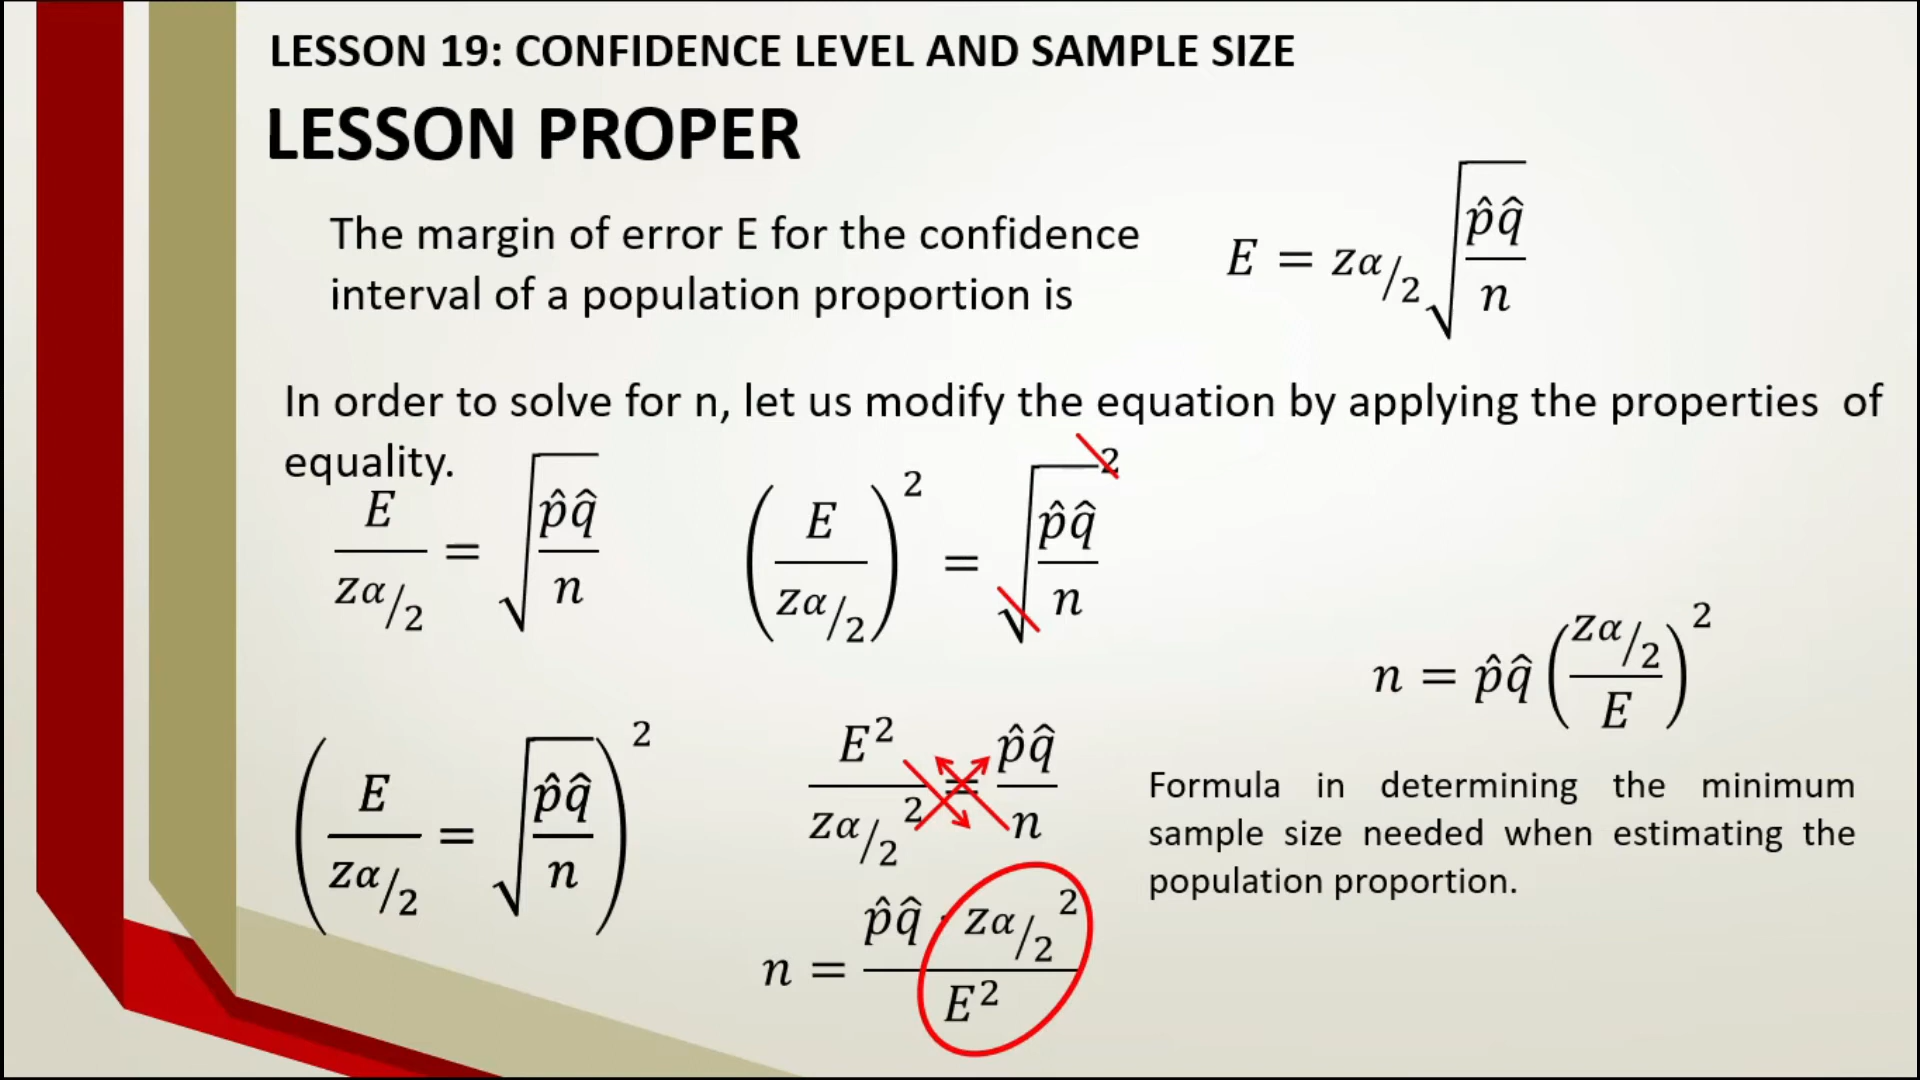 LESSON 19: CONFIDENCE LEVEL AND SAMPLE SIZE
LESSON PROPER
The margin of error E for the confidence
interval of a population proportion is
E = zα/2 √(p̂q̂/n)
In order to solve for n, let us modify the equation by applying the properties of
equality.
E/zα/2 = √(p̂q̂/n)
(E/zα/2)² = √(p̂q̂/n)²
(E/zα/2 = √(p̂q̂/n))²
E²/zα/2² = p̂q̂/n
n = p̂q̂ · zα/2²/E²
n = p̂q̂ (zα/2/E)²
Formula in determining the minimum
sample size needed when estimating the
population proportion.